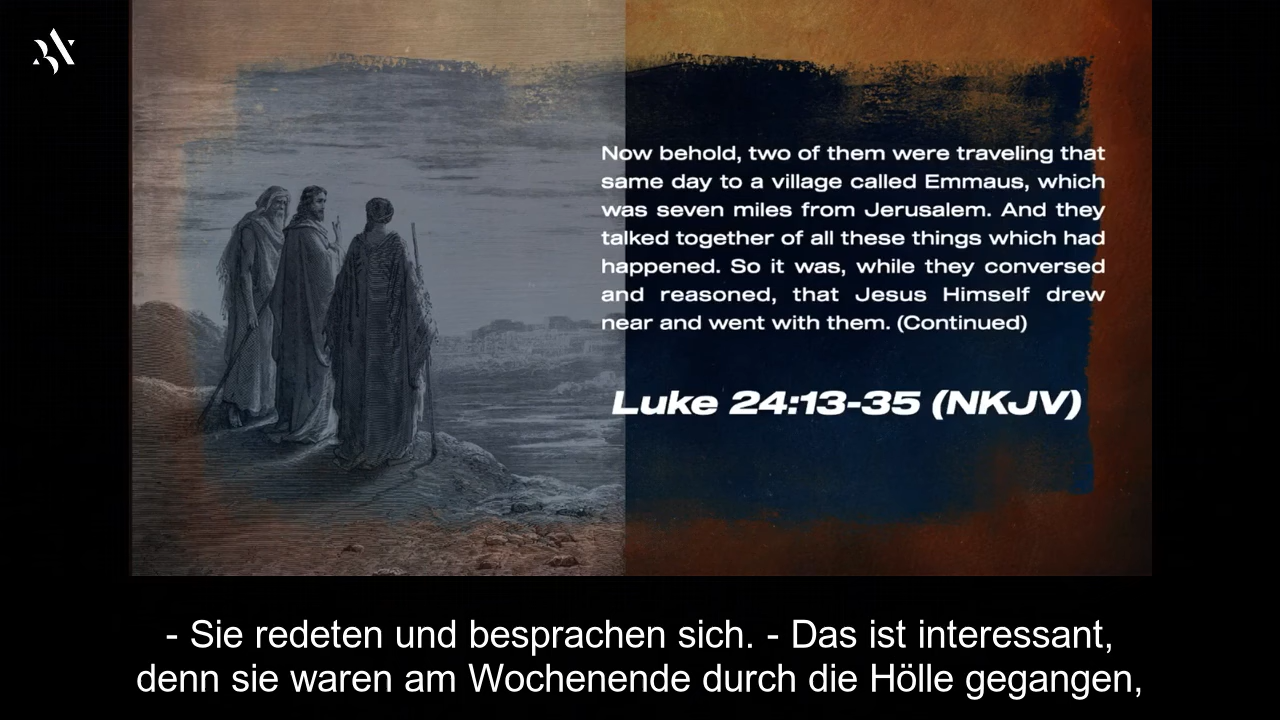 Now behold, two of them were traveling that
same day to a village called Emmaus, which
was seven miles from Jerusalem. And they
talked together of all these things which had
happened. So it was, while they conversed
and reasoned, that Jesus Himself drew
near and went with them. (Continued)
Luke 24:13-35 (NKJV)
- Sie redeten und besprachen sich. - Das ist interessant,
denn sie waren am Wochenende durch die Hölle gegangen,